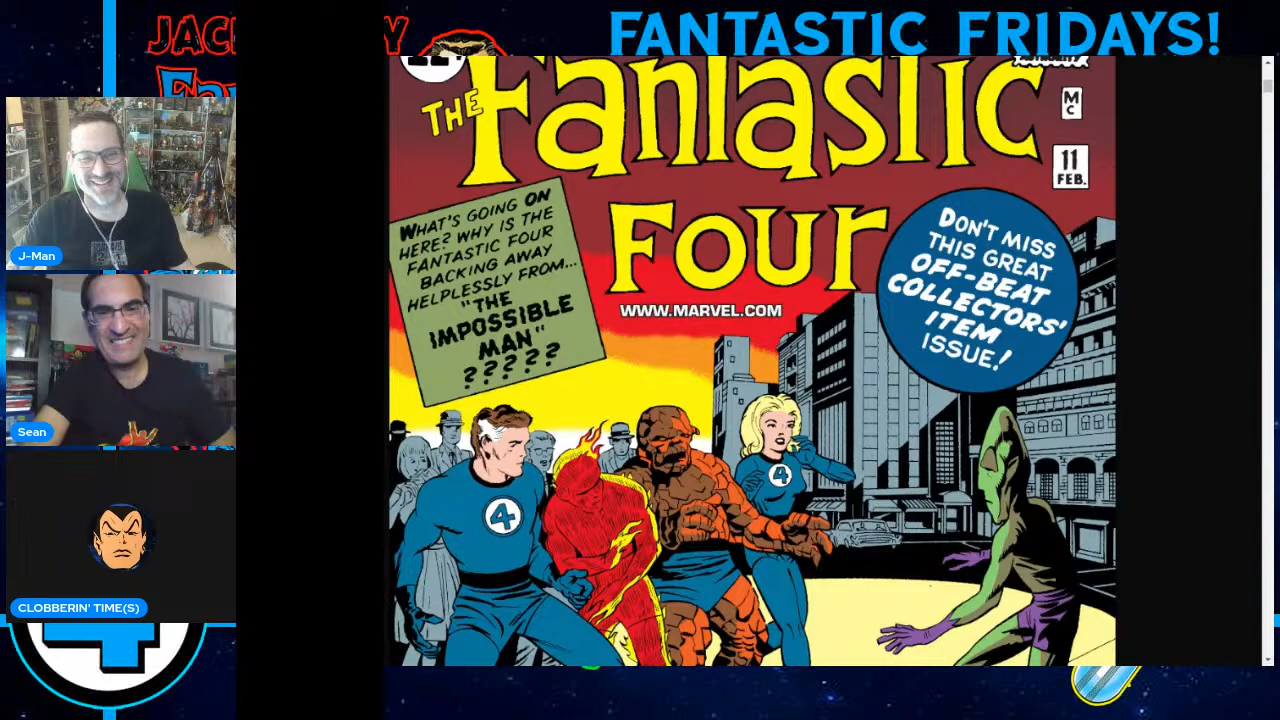 FANTASTIC FRIDAYS!
THE
Fantastic
Four
M
C
11
FEB.
WHAT'S GOING ON
HERE? WHY IS THE
FANTASTIC FOUR
BACKING AWAY
HELPLESSLY FROM...
"THE
IMPOSSIBLE
MAN"
?????
WWW.MARVEL.COM
DON'T MISS
THIS GREAT
OFF-BEAT
COLLECTORS'
ITEM
ISSUE!
4
4
J-Man
Sean
CLOBBERIN' TIME(S)